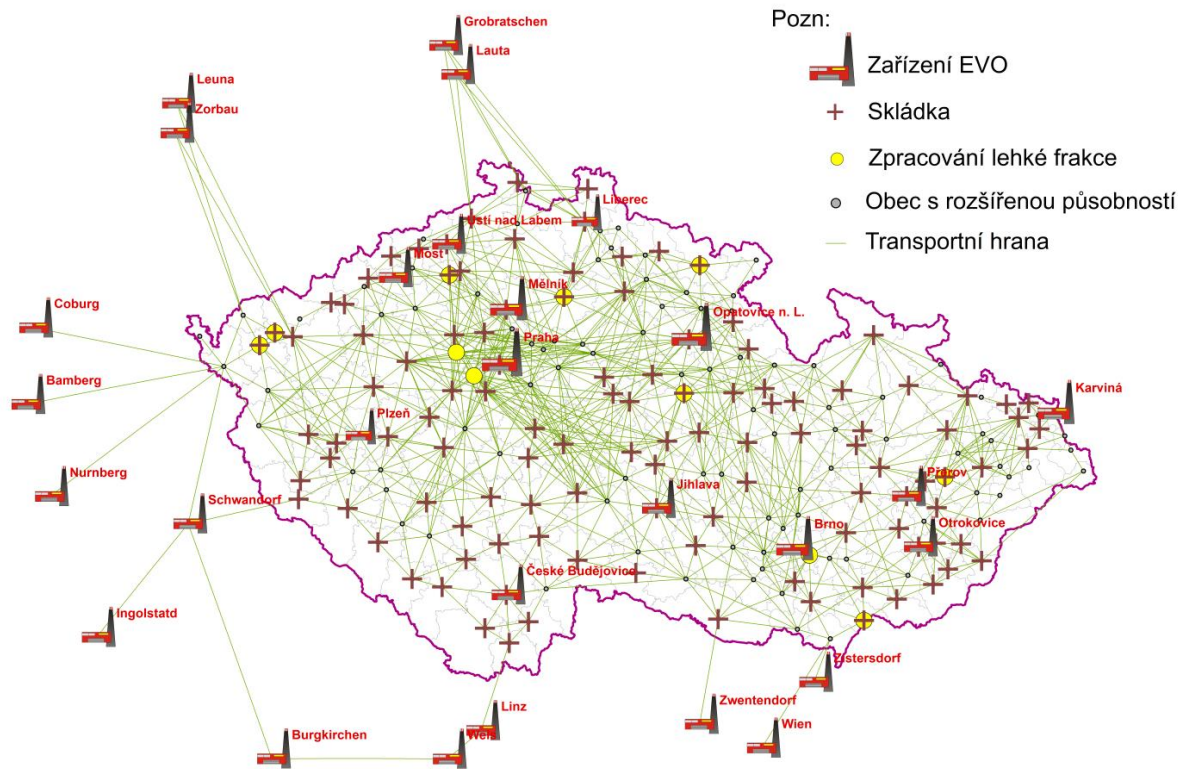 Grobratschen
Lauta
Leuna
Zorbau
Pozn:
Zařízení EVO
Skládka
Zpracování lehké frakce
Obec s rozšířenou působností
Transportní hrana
Liberec
Ústí nad Labem
Most
Mělník
Coburg
Opatovice n. L.
Praha
Bamberg
Karviná
Plzeň
Nurnberg
Schwandorf
Jihlava
Přerov
Brno
Otrokovice
České Budějovice
Ingolstatd
Zistersdorf
Linz
Zwentendorf
Wien
Burgkirchen
Wels